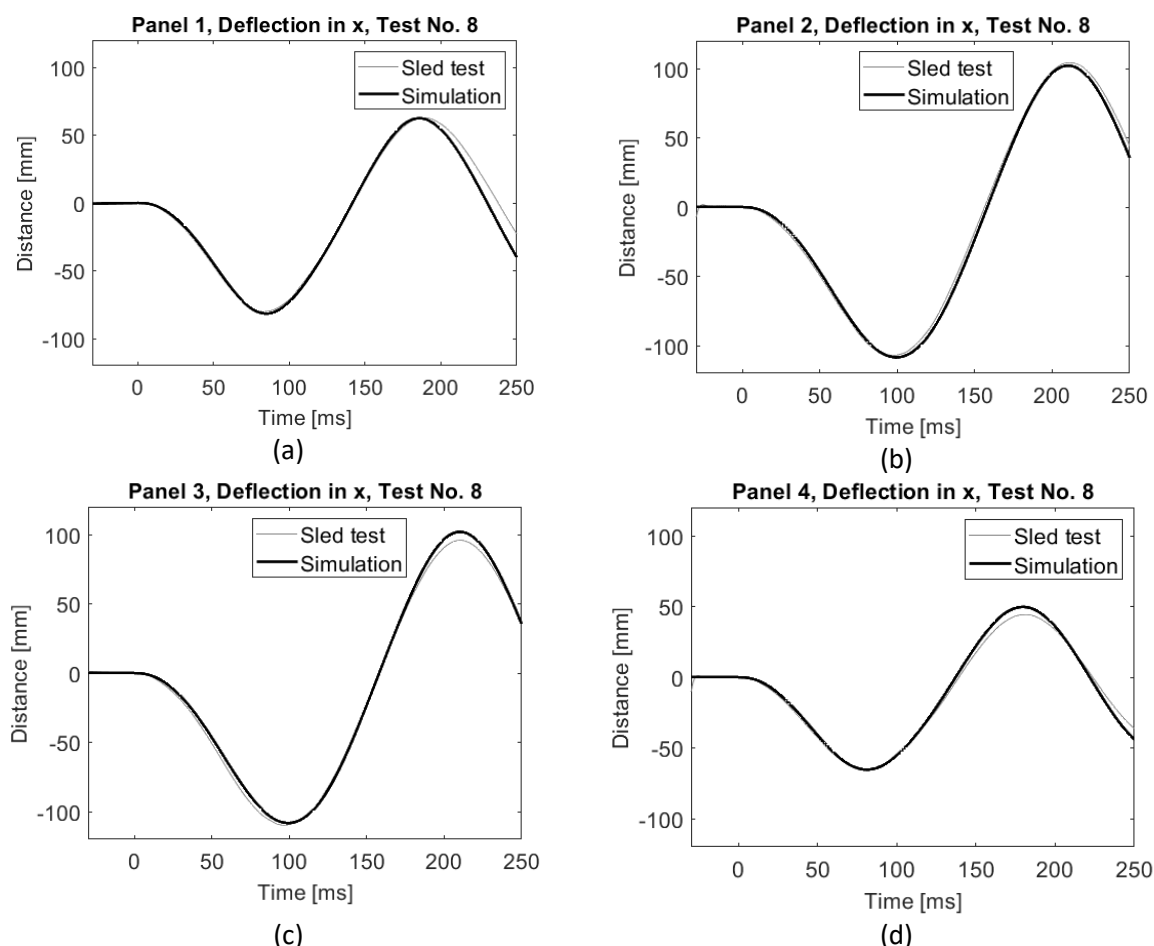 Panel 1, Deflection in x, Test No. 8
100
50
0
-50
-100
Distance [mm]
Sled test
Simulation
0 50 100 150 200 250
Time [ms]
(a)
Panel 2, Deflection in x, Test No. 8
100
50
0
-50
-100
Distance [mm]
Sled test
Simulation
0 50 100 150 200 250
Time [ms]
(b)
Panel 3, Deflection in x, Test No. 8
100
50
0
-50
-100
Distance [mm]
Sled test
Simulation
0 50 100 150 200 250
Time [ms]
(c)
Panel 4, Deflection in x, Test No. 8
100
50
0
-50
-100
Distance [mm]
Sled test
Simulation
0 50 100 150 200 250
Time [ms]
(d)